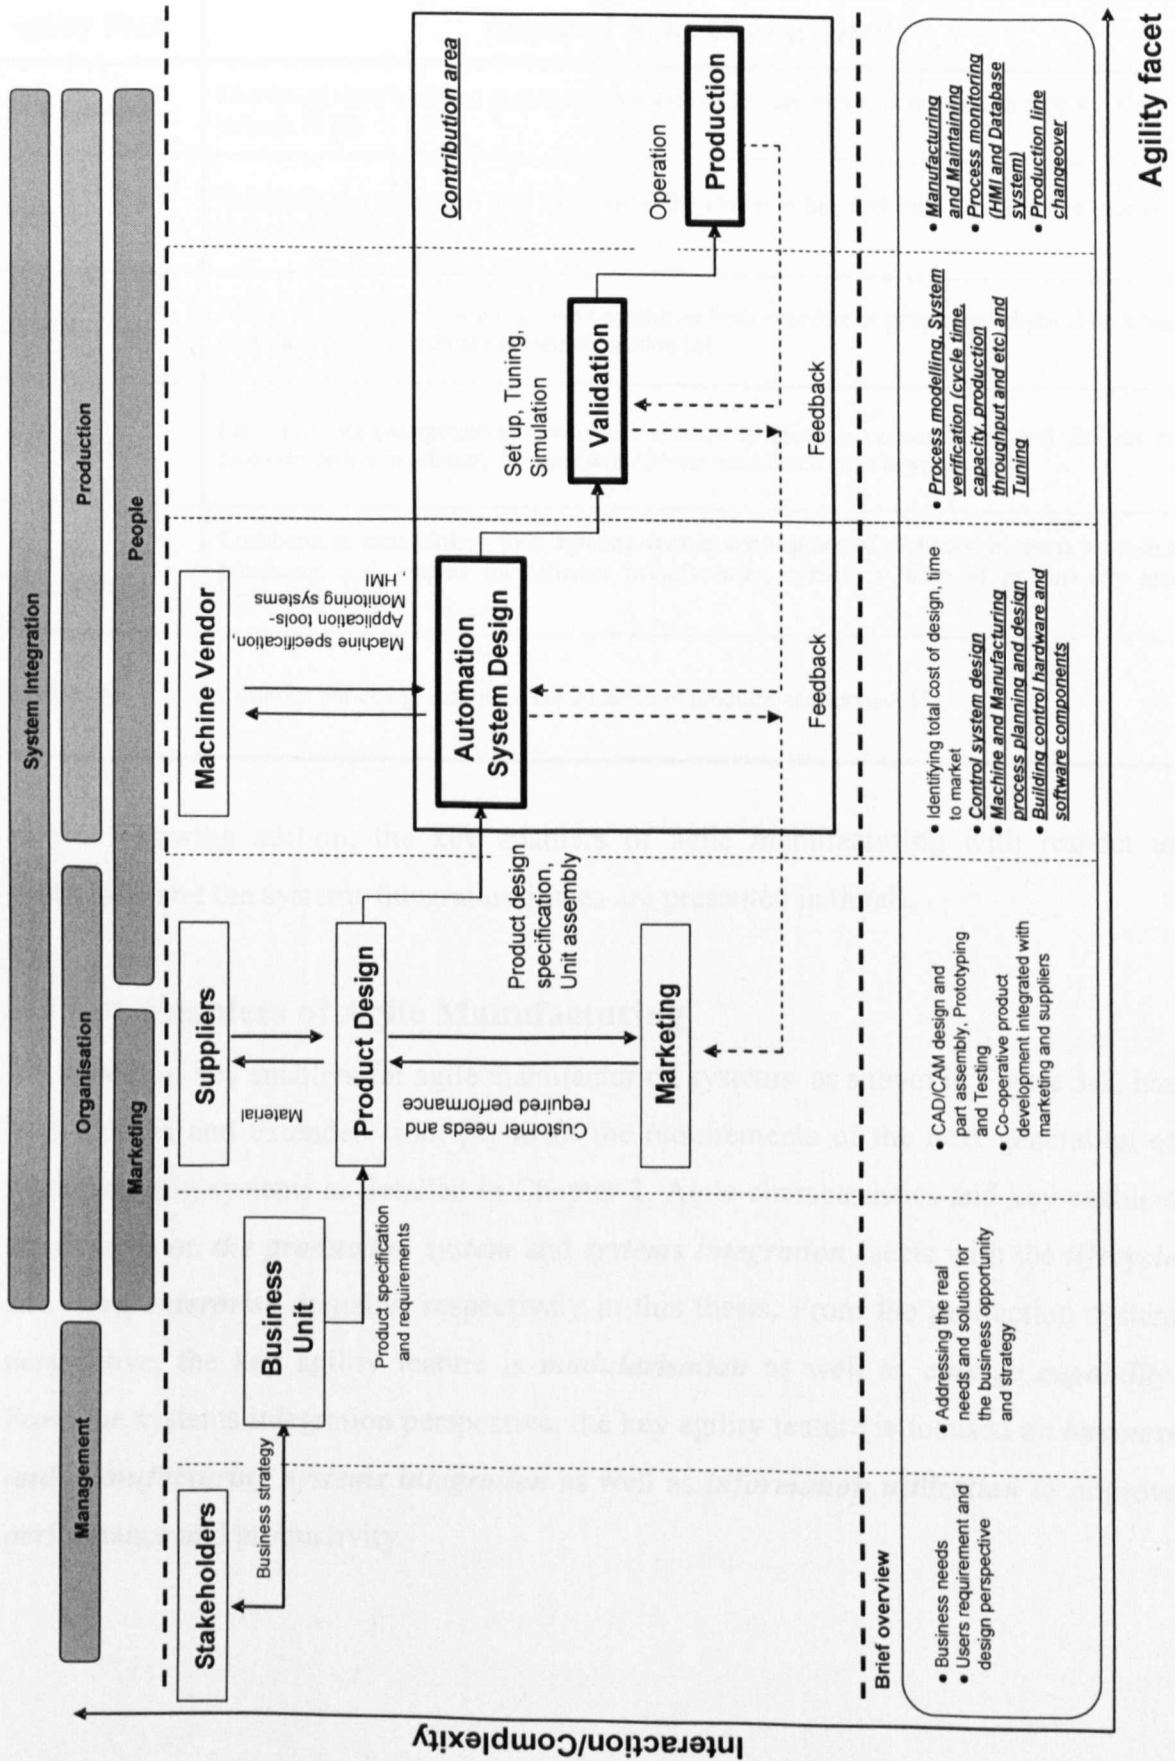 System Integration
Management
Organisation
Production
Marketing
People
Stakeholders
Business strategy
Business
Unit
Product specification
and requirements
Suppliers
Material
Product Design
Customer needs and
required performance
Marketing
Product design
specification,
Unit assembly
Machine Vendor
Machine specification,
Application tools-
Monitoring systems
, HMI
Contribution area
Automation
System Design
Set up, Tuning,
Simulation
Validation
Operation
Production
Feedback
Feedback
Brief overview
• Business needs
• Users requirement and
design perspective
• Addressing the real
needs and solution for
the business opportunity
and strategy
• CAD/CAM design and
part assembly, Prototyping
and Testing
• Co-operative product
development integrated with
marketing and suppliers
• Identifying total cost of design, time
to market
• Control system design
• Machine and Manufacturing
process planning and design
• Building control hardware and
software components
• Process modelling, System
verification (cycle time,
capacity, production
throughput and etc) and
Tuning
• Manufacturing
and Maintaining
• Process monitoring
(HMI and Database
system)
• Production line
changeover
Interaction/Complexity
Agility facet